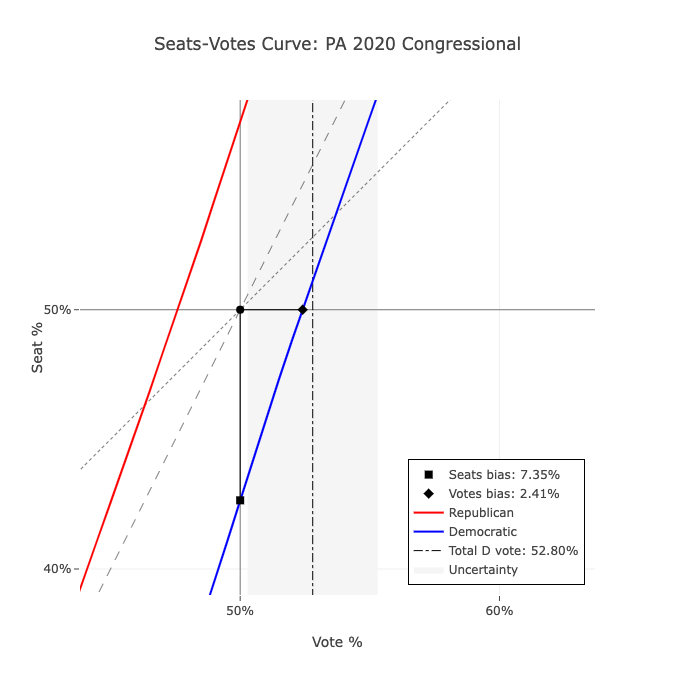 Seats-Votes Curve: PA 2020 Congressional
Seat %
50%
40%
50%
60%
Vote %
Seats bias: 7.35%
Votes bias: 2.41%
Republican
Democratic
Total D vote: 52.80%
Uncertainty